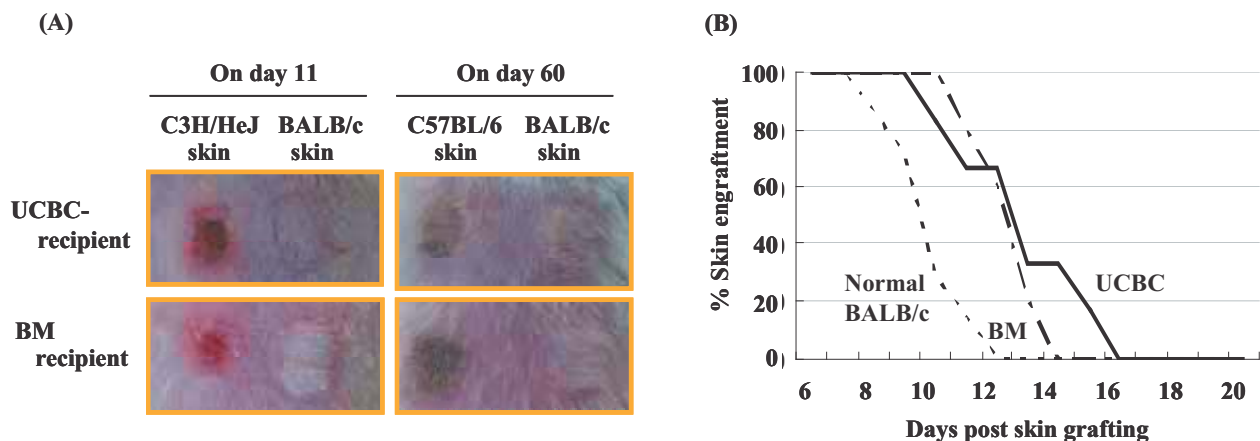 (A)
On day 11
On day 60
C3H/HeJ BALB/c
skin skin
C57BL/6 BALB/c
skin skin
UCBC-
recipient
BM
recipient
(B)
% Skin engraftment
100)
80)
60)
40)
20)
0)
Normal
BALB/c
BM
UCBC
6 8 10 12 14 16 18 20
Days post skin grafting